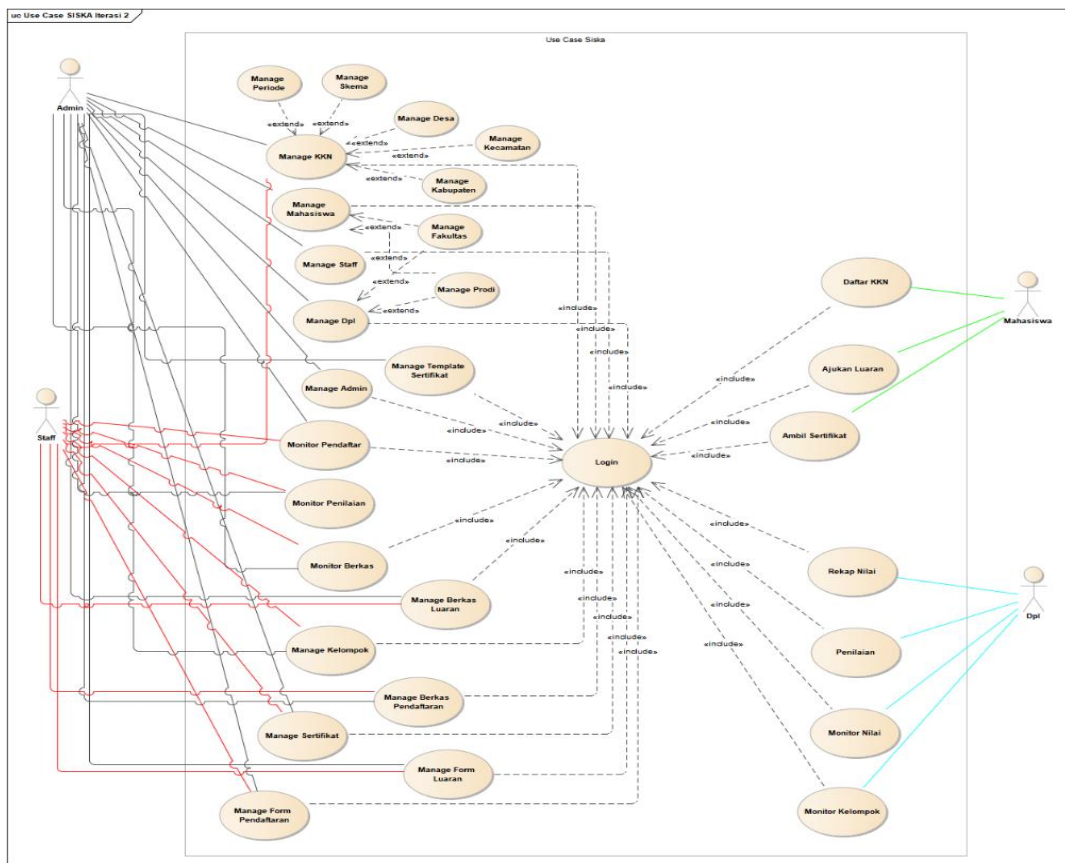 uc Use Case SISKA Iterasi 2
Use Case Siska
Admin
Manage
Periode
Manage
Skema
«extend»
«extend»
Manage Desa
«extend»
Manage
Kecamatan
«extend»
Manage KKN
Manage
Kabupaten
«extend»
Manage
Mahasiswa
«extend»
Manage
Fakultas
Manage Staff
«extend»
Manage Prodi
«extend»
Manage Dpl
Daftar KKN
Mahasiswa
«include»
«include»
«include»
«include»
«include»
Manage Template
Sertifikat
«include»
Ajukan Luaran
«include»
Manage Admin
«include»
Staff
Monitor Pendaftar
«include»
Ambil Sertifikat
«include»
Login
Monitor Penilaian
«include»
«include»
«include»
Monitor Berkas
«include»
«include»
Rekap Nilai
Dpl
Manage Berkas
Luaran
«include»
«include»
«include»
«include»
«include»
Manage Kelompok
Penilaian
Manage Berkas
Pendaftaran
Manage Sertifikat
Monitor Nilai
Manage Form
Luaran
Manage Form
Pendaftaran
Monitor Kelompok